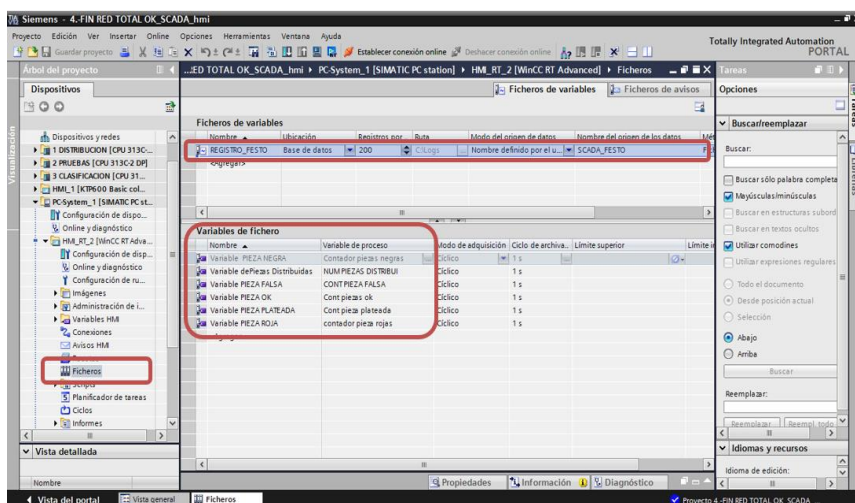 Siemens - 4.-FIN RED TOTAL OK_SCADA_hmi
Proyecto Edición Ver Insertar Online Opciones Herramientas Ventana Ayuda
Guardar proyecto Establecer conexión online Deshacer conexión online
Totally Integrated Automation
PORTAL
Árbol del proyecto
...ED TOTAL OK_SCADA_hmi ▸ PC-System_1 [SIMATIC PC station] ▸ HMI_RT_2 [WinCC RT Advanced] ▸ Ficheros
Tareas
Dispositivos
Ficheros de variables Ficheros de avisos
Opciones
Ficheros de variables
Buscar/reemplazar
Visualización
Dispositivos y redes
1 DISTRIBUCION [CPU 313C-...
2 PRUEBAS [CPU 313C-2 DP]
3 CLASIFICACION [CPU 31...
HMI_1 [KTP600 Basic col...
PC-System_1 [SIMATIC PC st...
Configuración de dispo...
Online y diagnóstico
HMI_RT_2 [WinCC RT Adva...
Configuración de disp...
Online y diagnóstico
Configuración de ru...
Imágenes
Administración de i...
Variables HMI
Conexiones
Avisos HMI
Ficheros
Scripts
Planificador de tareas
Ciclos
Informes
Vista detallada
Nombre
Nombre Ubicación Registros por... Ruta Modo del origen de datos Nombre del origen de los datos Mét
REGISTRO_FESTO Base de datos 200 C:\Logs Nombre definido por el u... SCADA_FESTO
<Agregar>
Variables de fichero
Nombre Variable de proceso Modo de adquisición Ciclo de archiva... Límite superior Límite in
Variable PIEZA NEGRA Contador piezas negras Cíclico 1 s
Variable dePiezas Distribuidas NUM PIEZAS DISTRIBUI Cíclico 1 s
Variable PIEZA FALSA CONT PIEZA FALSA Cíclico 1 s
Variable PIEZA OK Cont piezas ok Cíclico 1 s
Variable PIEZA PLATEADA Cont pieza plateada Cíclico 1 s
Variable PIEZA ROJA contador pieza rojas Cíclico 1 s
Buscar:
Buscar sólo palabra completa
Mayúsculas/minúsculas
Buscar en estructuras subord
Buscar en textos ocultos
Utilizar comodines
Utilizar expresiones regulares
Todo el documento
Desde posición actual
Selección
Abajo
Arriba
Buscar
Reemplazar:
Reemplazar Reempl. todo
Idiomas y recursos
Idioma de edición:
Propiedades Información Diagnóstico
Vista del portal Vista general Ficheros
Proyecto 4.-FIN RED TOTAL OK_SCADA_...